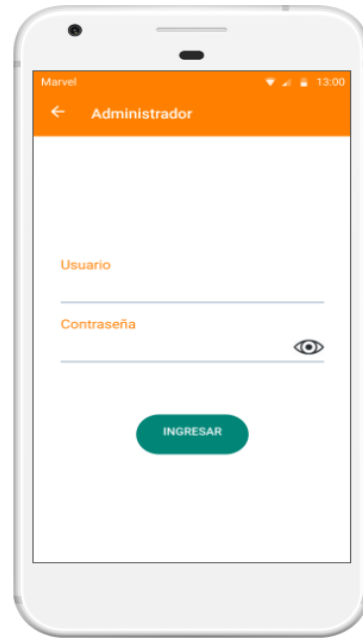 Marvel 13:00
Administrador
Usuario
Contraseña
INGRESAR